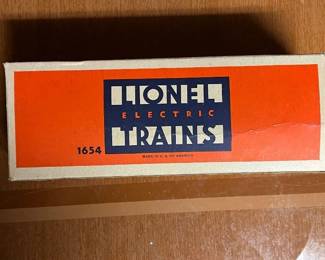 LIONEL
ELECTRIC
TRAINS
1654
MADE IN U. S. OF AMERICA